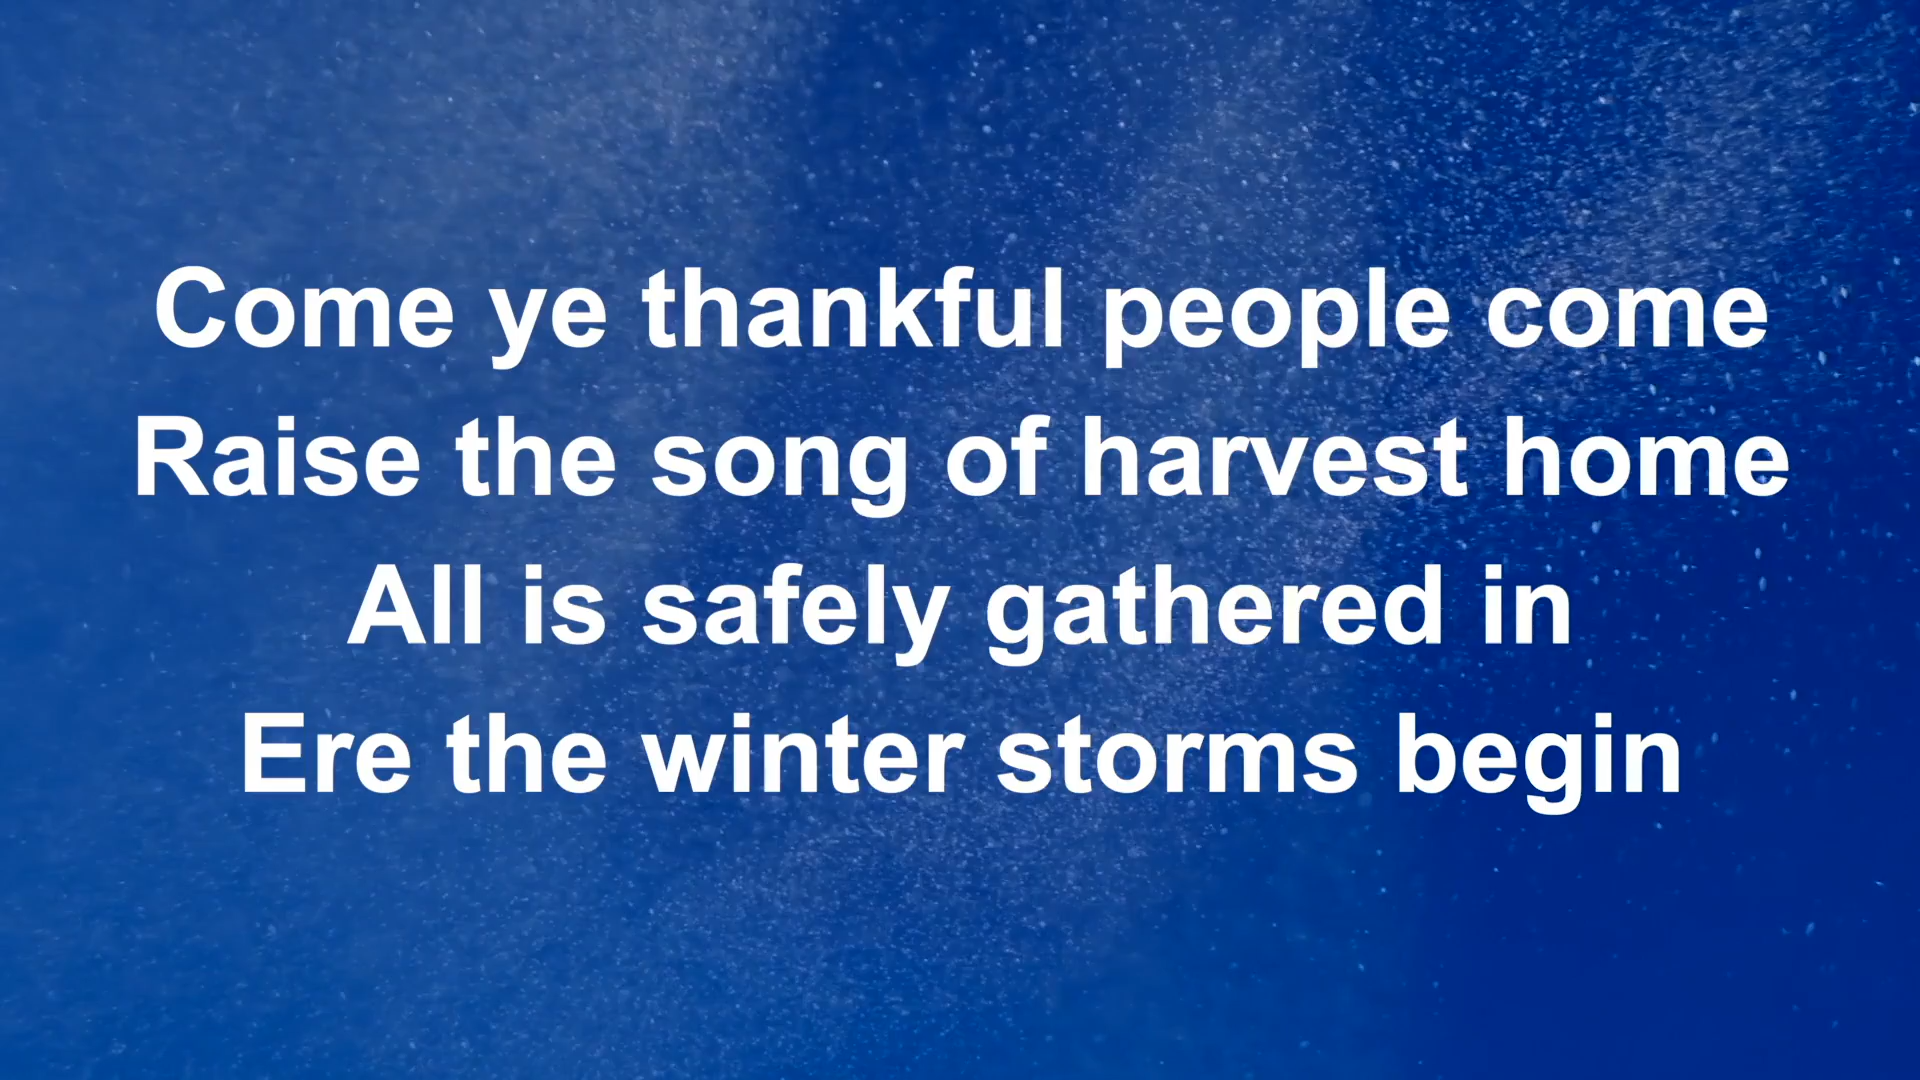 Come ye thankful people come
Raise the song of harvest home
All is safely gathered in
Ere the winter storms begin